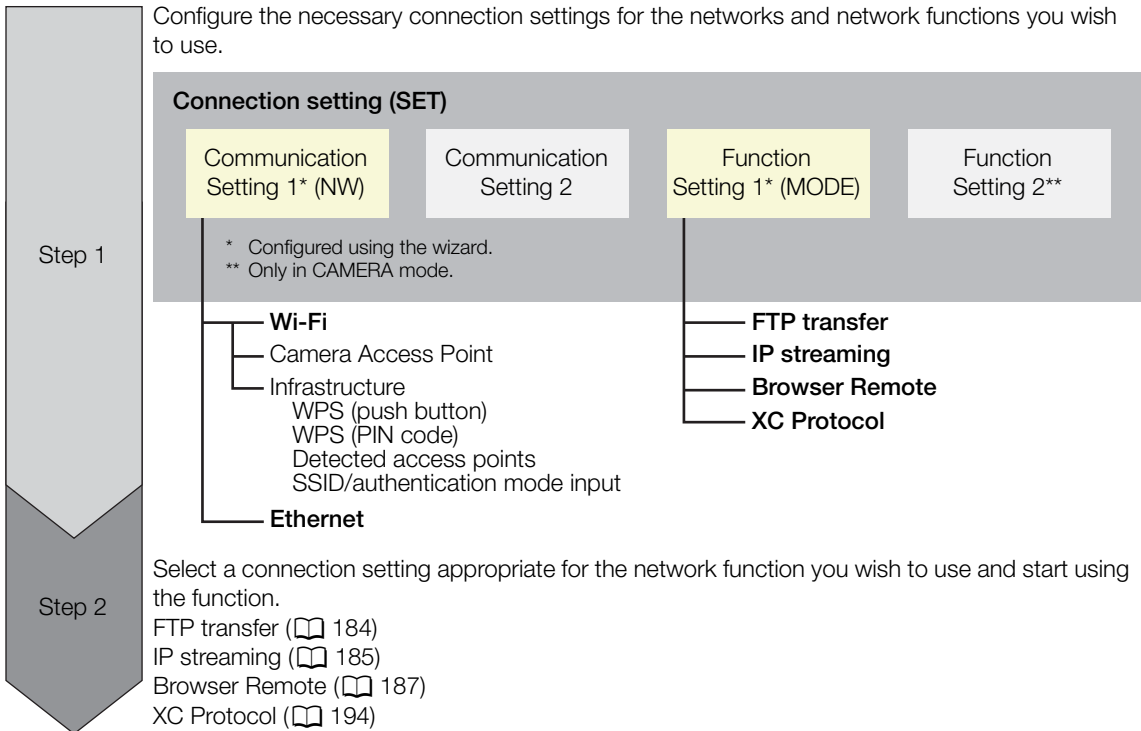 Configure the necessary connection settings for the networks and network functions you wish
to use.
Connection setting (SET)
Communication
Setting 1* (NW)
Communication
Setting 2
Function
Setting 1* (MODE)
Function
Setting 2**
* Configured using the wizard.
** Only in CAMERA mode.
Step 1
Wi-Fi
Camera Access Point
Infrastructure
WPS (push button)
WPS (PIN code)
Detected access points
SSID/authentication mode input
Ethernet
FTP transfer
IP streaming
Browser Remote
XC Protocol
Step 2
Select a connection setting appropriate for the network function you wish to use and start using
the function.
FTP transfer (184)
IP streaming (185)
Browser Remote (187)
XC Protocol (194)